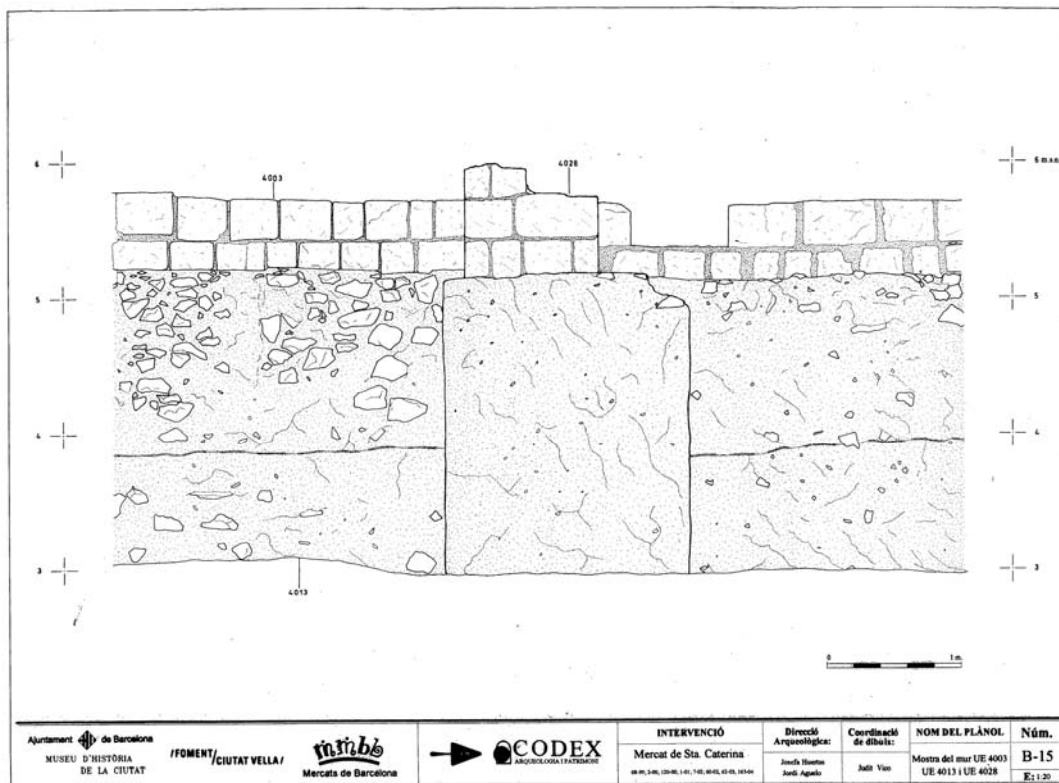 6
4003
4028
6 m.s.n.
5
5
4
4
3
4013
3
0
1 m.
Ajuntament de Barcelona
MUSEU D'HISTÒRIA
DE LA CIUTAT
/FOMENT/CIUTAT VELLA/
mmbb
Mercats de Barcelona
CODEX
ARQUEOLOGIA I PATRIMONI
INTERVENCIÓ
Mercat de Sta. Caterina
Direcció
Arqueològica:
Josefa Huertas
Jordi Aguelo
Coordinació
de dibuix:
Judit Vico
NOM DEL PLÀNOL
Mostra del mur UE 4003
UE 4013 i UE 4028
Núm.
B-15
E: 1:20